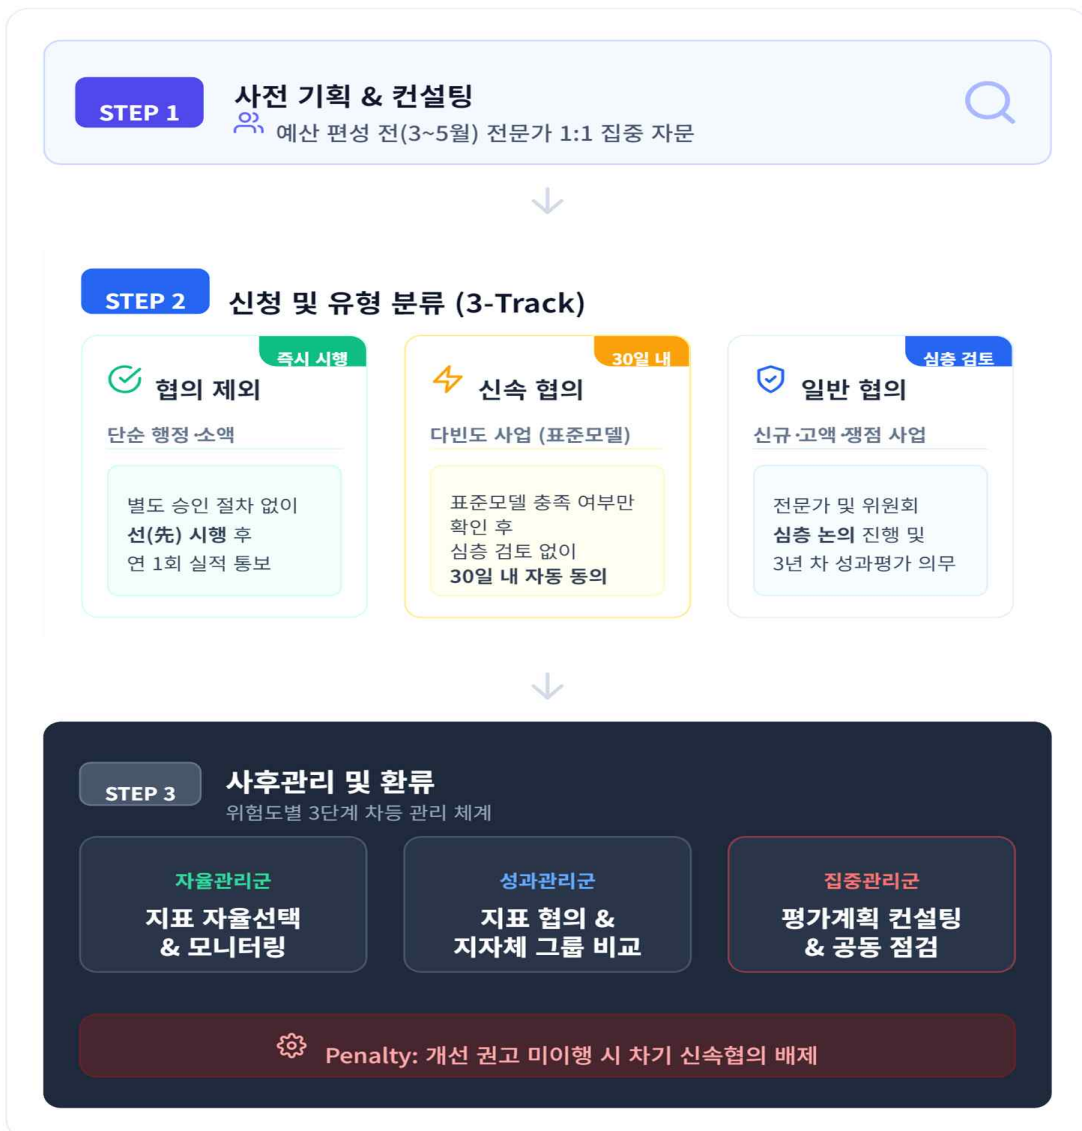 STEP 1
사전 기획 & 컨설팅
예산 편성 전(3~5월) 전문가 1:1 집중 자문
STEP 2
신청 및 유형 분류 (3-Track)
즉시 시행
협의 제외
단순 행정·소액
별도 승인 절차 없이
선(先) 시행 후
연 1회 실적 통보
30일 내
신속 협의
다빈도 사업 (표준모델)
표준모델 충족 여부만
확인 후
심층 검토 없이
30일 내 자동 동의
심층 검토
일반 협의
신규·고액·쟁점 사업
전문가 및 위원회
심층 논의 진행 및
3년 차 성과평가 의무
STEP 3
사후관리 및 환류
위험도별 3단계 차등 관리 체계
자율관리군
지표 자율선택
& 모니터링
성과관리군
지표 협의 &
지자체 그룹 비교
집중관리군
평가계획 컨설팅
& 공동 점검
Penalty: 개선 권고 미이행 시 차기 신속협의 배제